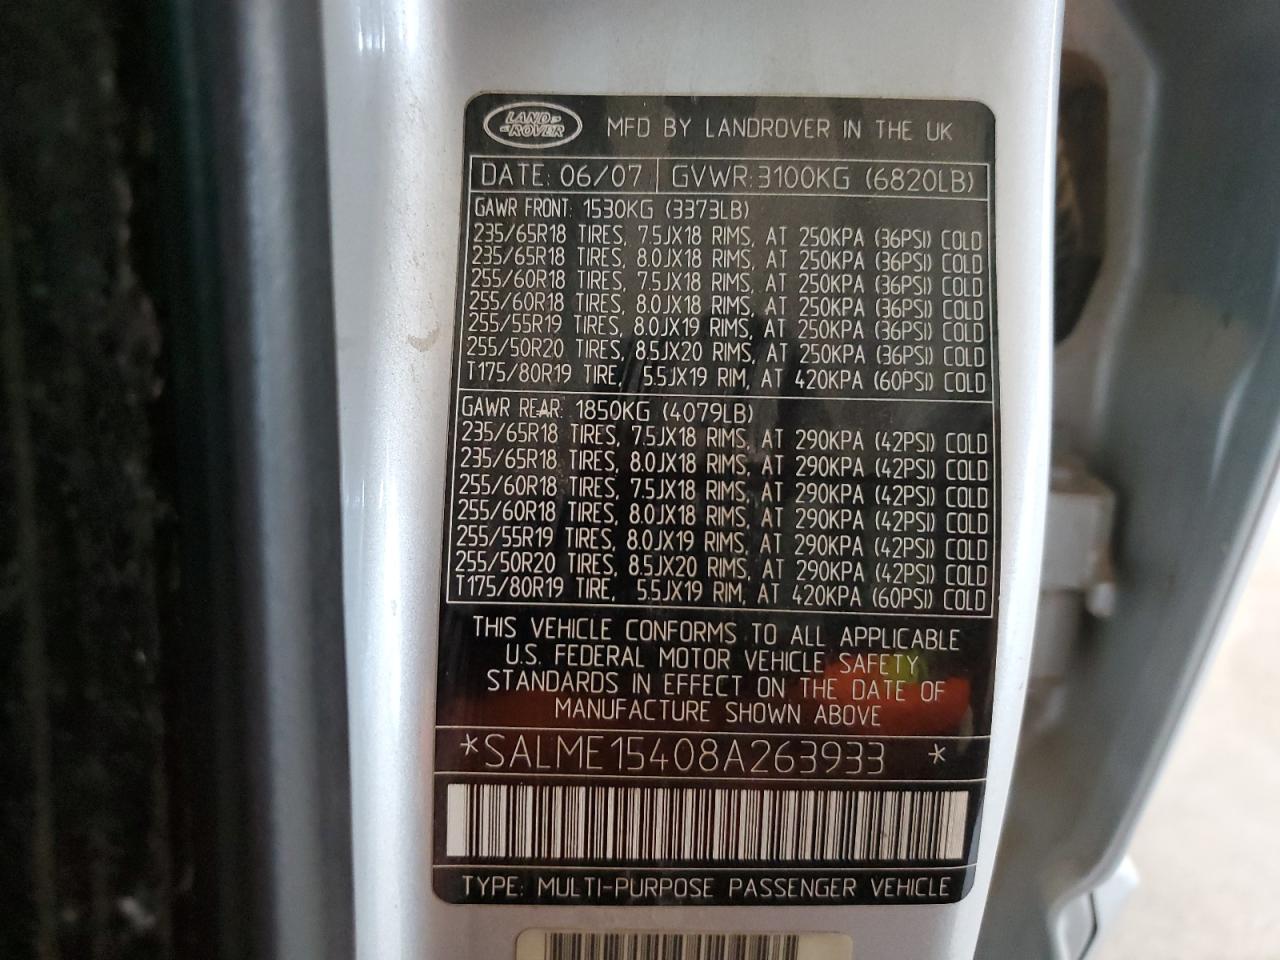 LAND ROVER MFD BY LANDROVER IN THE UK
DATE: 06/07 GVWR: 3100KG (6820LB)
GAWR FRONT: 1530KG (3373LB)
235/65R18 TIRES, 7.5JX18 RIMS, AT 250KPA (36PSI) COLD
235/65R18 TIRES, 8.0JX18 RIMS, AT 250KPA (36PSI) COLD
255/60R18 TIRES, 7.5JX18 RIMS, AT 250KPA (36PSI) COLD
255/60R18 TIRES, 8.0JX18 RIMS, AT 250KPA (36PSI) COLD
255/55R19 TIRES, 8.0JX19 RIMS, AT 250KPA (36PSI) COLD
255/50R20 TIRES, 8.5JX20 RIMS, AT 250KPA (36PSI) COLD
T175/80R19 TIRE, 5.5JX19 RIM, AT 420KPA (60PSI) COLD
GAWR REAR: 1850KG (4079LB)
235/65R18 TIRES, 7.5JX18 RIMS, AT 290KPA (42PSI) COLD
235/65R18 TIRES, 8.0JX18 RIMS, AT 290KPA (42PSI) COLD
255/60R18 TIRES, 7.5JX18 RIMS, AT 290KPA (42PSI) COLD
255/60R18 TIRES, 8.0JX18 RIMS, AT 290KPA (42PSI) COLD
255/55R19 TIRES, 8.0JX19 RIMS, AT 290KPA (42PSI) COLD
255/50R20 TIRES, 8.5JX20 RIMS, AT 290KPA (42PSI) COLD
T175/80R19 TIRE, 5.5JX19 RIM, AT 420KPA (60PSI) COLD
THIS VEHICLE CONFORMS TO ALL APPLICABLE
U.S. FEDERAL MOTOR VEHICLE SAFETY
STANDARDS IN EFFECT ON THE DATE OF
MANUFACTURE SHOWN ABOVE
*SALME15408A263933 *
TYPE: MULTI-PURPOSE PASSENGER VEHICLE